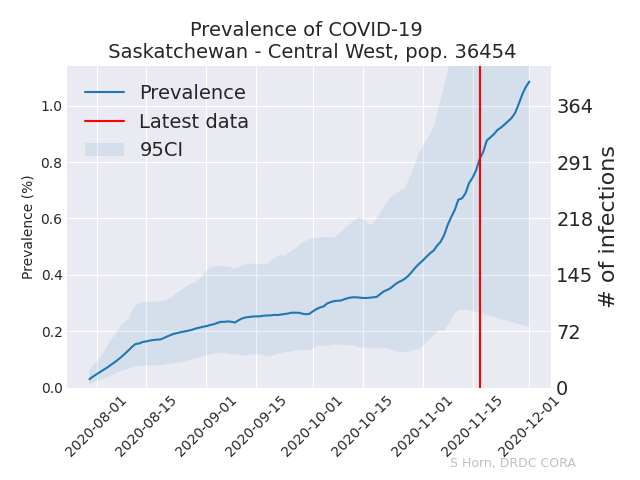 Prevalence of COVID-19
Saskatchewan - Central West, pop. 36454
Prevalence
Latest data
95CI
Prevalence (%)
1.0
0.8
0.6
0.4
0.2
0.0
364
291
218
145
72
0
# of infections
2020-08-01
2020-08-15
2020-09-01
2020-09-15
2020-10-01
2020-10-15
2020-11-01
2020-11-15
2020-12-01
S Horn, DRDC CORA